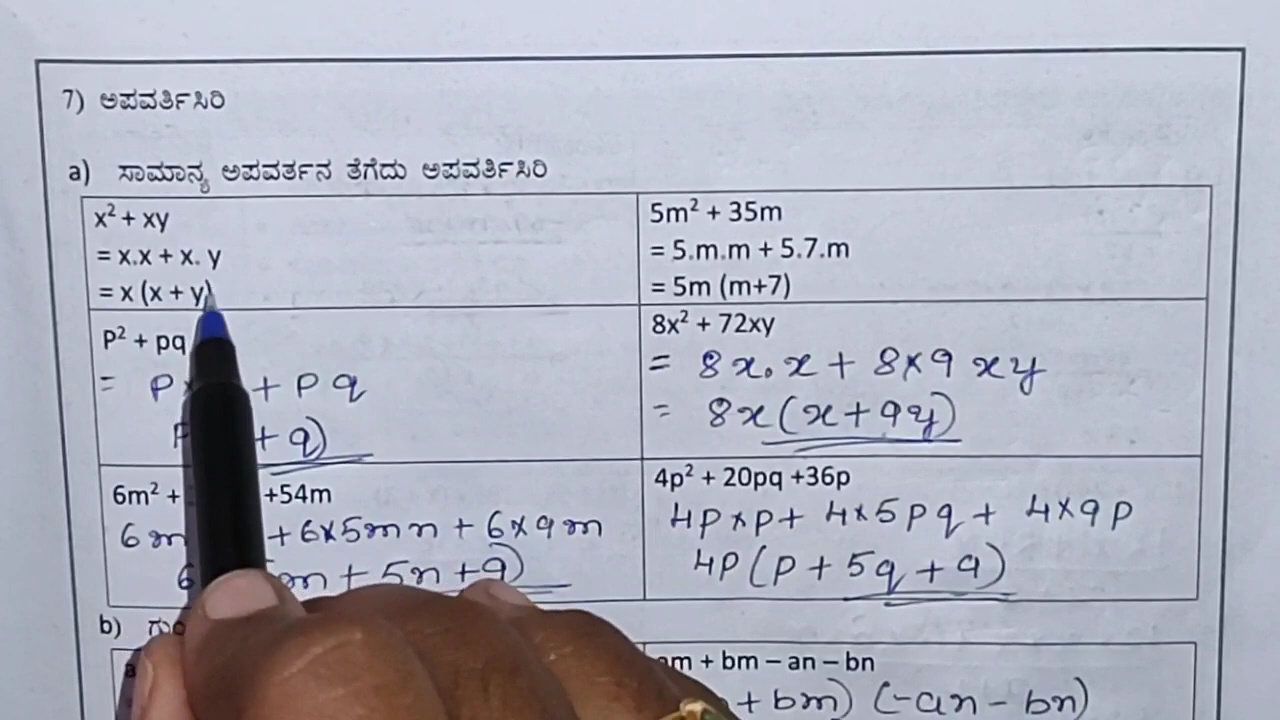 7) ಅಪವರ್ತಿಸಿರಿ
a) ಸಾಮಾನ್ಯ ಅಪವರ್ತನ ತೆಗೆದು ಅಪವರ್ತಿಸಿರಿ
x² + xy
= x.x + x. y
= x (x + y)
5m² + 35m
= 5.m.m + 5.7.m
= 5m (m+7)
P² + pq
= P + P q
+ q)
8x² + 72xy
= 8x.x + 8×9 xy
= 8x(x+9y)
6m² + +54m
6m +6×5mn + 6×9m
6 m + 5n +9)
4p² + 20pq +36p
4P×P+ 4×5Pq + 4×9P
4P(P + 5q + 9)
b)
am + bm – an – bn
+ bm) (-an - bn)